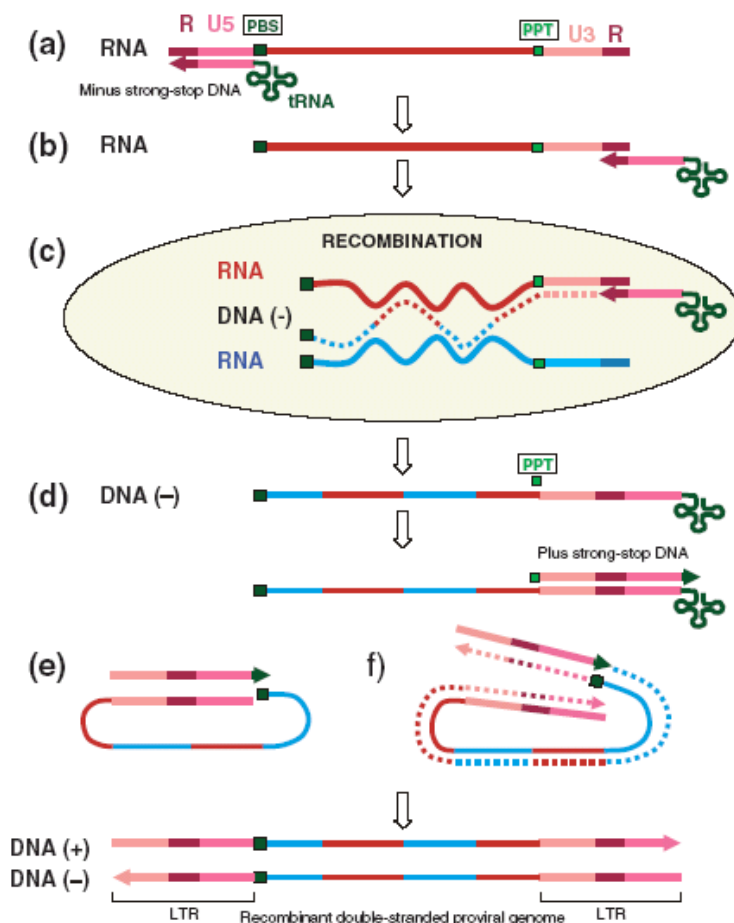 R U5 PBS PPT U3 R
(a) RNA
Minus strong-stop DNA tRNA
(b) RNA
(c) RECOMBINATION
RNA
DNA (-)
RNA
PPT
(d) DNA (–)
Plus strong-stop DNA
(e) f)
DNA (+)
DNA (–)
LTR Recombinant double-stranded proviral genome LTR